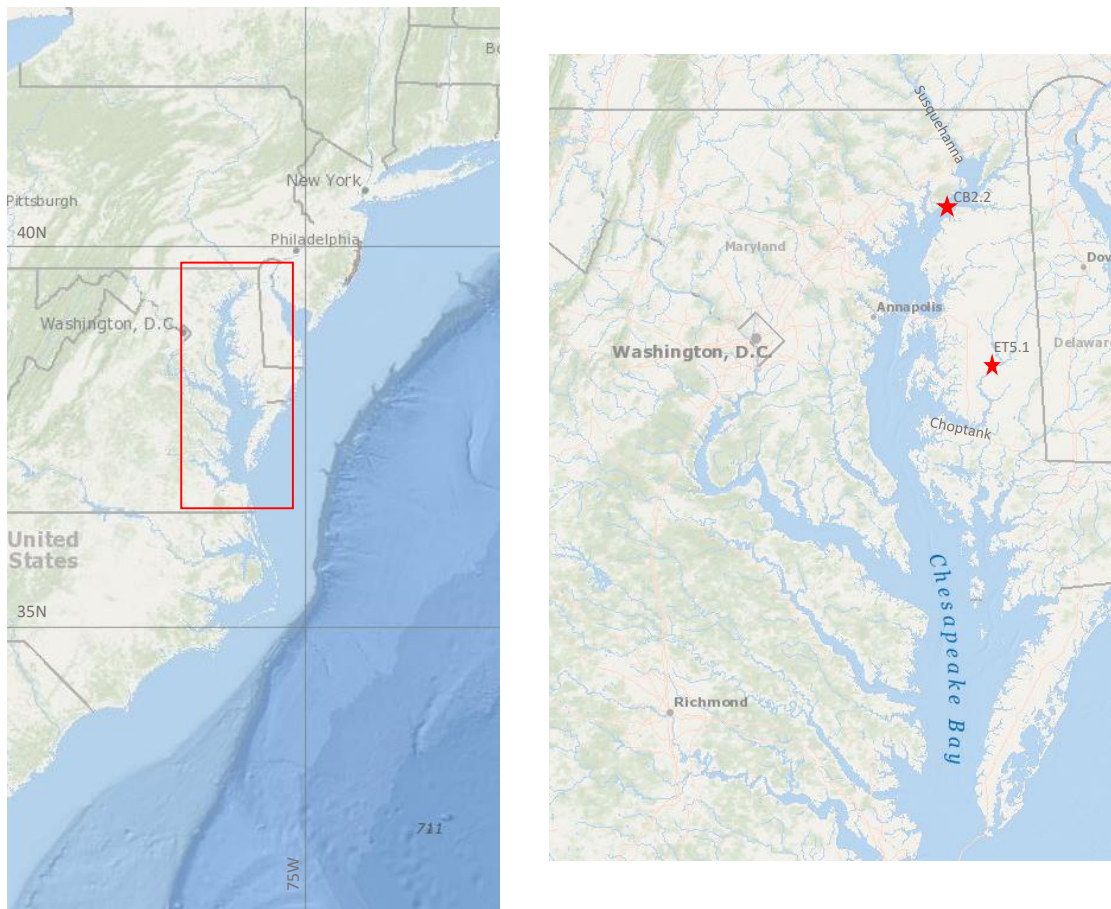 Bo
New York
Pittsburgh
40N
Philadelphia
Washington, D.C.
United
States
35N
711
75W
Susquehanna
CB2.2
Maryland
Dov
Annapolis
ET5.1
Delaware
Washington, D.C.
Choptank
Chesapeake Bay
Richmond